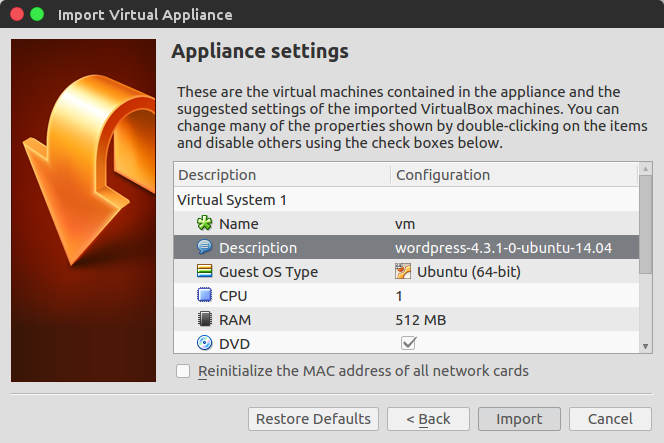 Import Virtual Appliance
Appliance settings
These are the virtual machines contained in the appliance and the
suggested settings of the imported VirtualBox machines. You can
change many of the properties shown by double-clicking on the items
and disable others using the check boxes below.
Description Configuration
Virtual System 1
Name vm
Description wordpress-4.3.1-0-ubuntu-14.04
Guest OS Type Ubuntu (64-bit)
CPU 1
RAM 512 MB
DVD
Reinitialize the MAC address of all network cards
Restore Defaults < Back Import Cancel